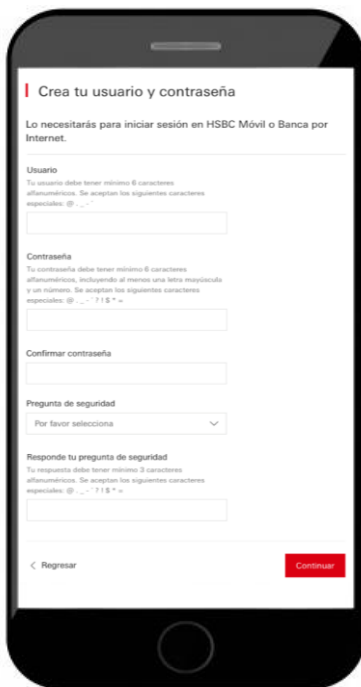 Crea tu usuario y contraseña
Lo necesitarás para iniciar sesión en HSBC Móvil o Banca por
Internet.
Usuario
Tu usuario debe tener mínimo 6 caracteres
alfanuméricos. Se aceptan los siguientes caracteres
especiales: @ . _ - '
Contraseña
Tu contraseña debe tener mínimo 6 caracteres
alfanuméricos, incluyendo al menos una letra mayúsculo
y un número. Se aceptan los siguientes caracteres
especiales: @ . _ - ' ? ! $ * =
Confirmar contraseña
Pregunta de seguridad
Por favor selecciona
Responde tu pregunta de seguridad
Tu respuesta debe tener mínimo 3 caracteres
alfanuméricos. Se aceptan los siguientes caracteres
especiales: @ . _ - ' ? ! $ * =
< Regresar
Continuar